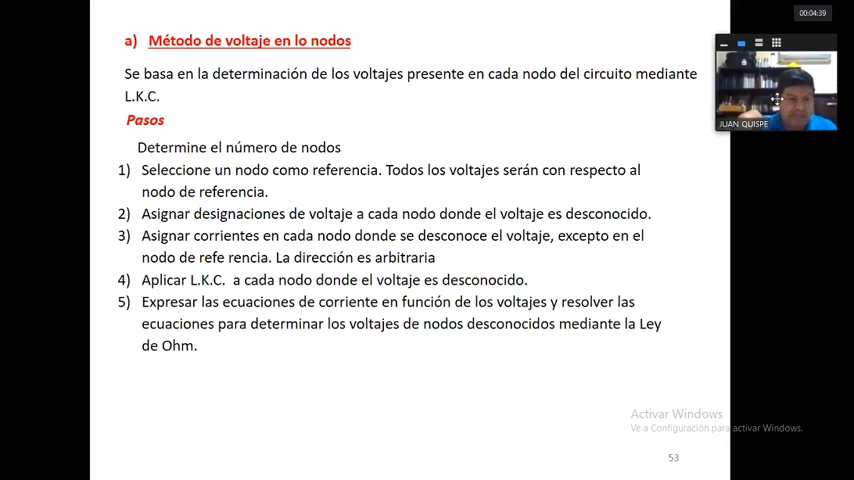 00:04:39
a) Método de voltaje en lo nodos
Se basa en la determinación de los voltajes presente en cada nodo del circuito mediante
L.K.C.
JUAN QUISPE
Pasos
Determine el número de nodos
1) Seleccione un nodo como referencia. Todos los voltajes serán con respecto al
nodo de referencia.
2) Asignar designaciones de voltaje a cada nodo donde el voltaje es desconocido.
3) Asignar corrientes en cada nodo donde se desconoce el voltaje, excepto en el
nodo de refe rencia. La dirección es arbitraria
4) Aplicar L.K.C. a cada nodo donde el voltaje es desconocido.
5) Expresar las ecuaciones de corriente en función de los voltajes y resolver las
ecuaciones para determinar los voltajes de nodos desconocidos mediante la Ley
de Ohm.
Activar Windows
Ve a Configuración para activar Windows.
53